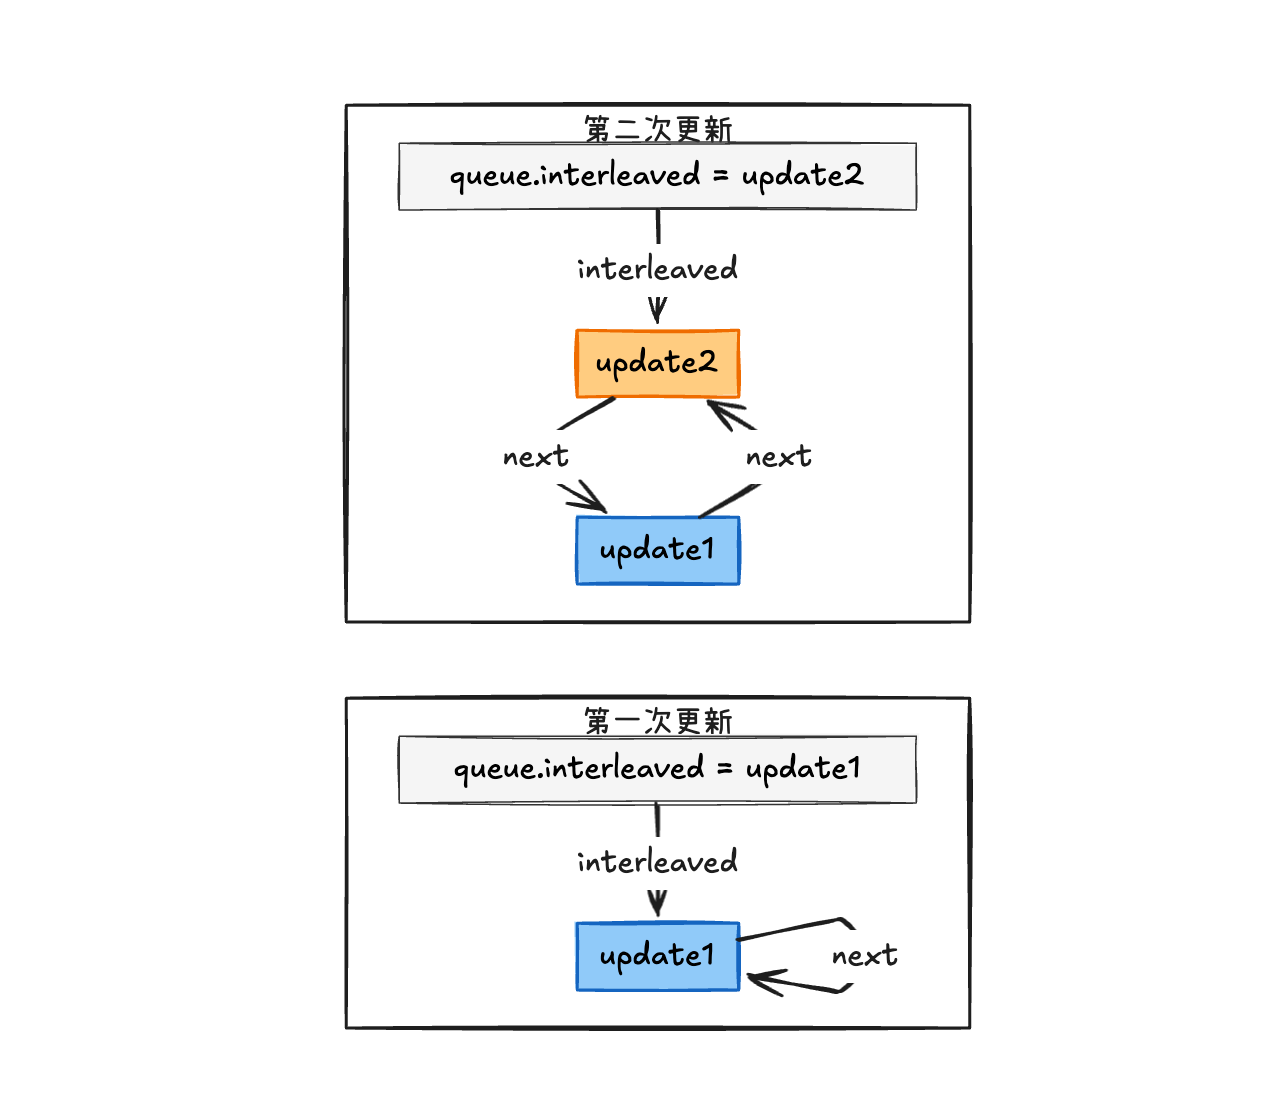 第二次更新
queue.interleaved = update2
interleaved
update2
next
next
update1
第一次更新
queue.interleaved = update1
interleaved
update1
next